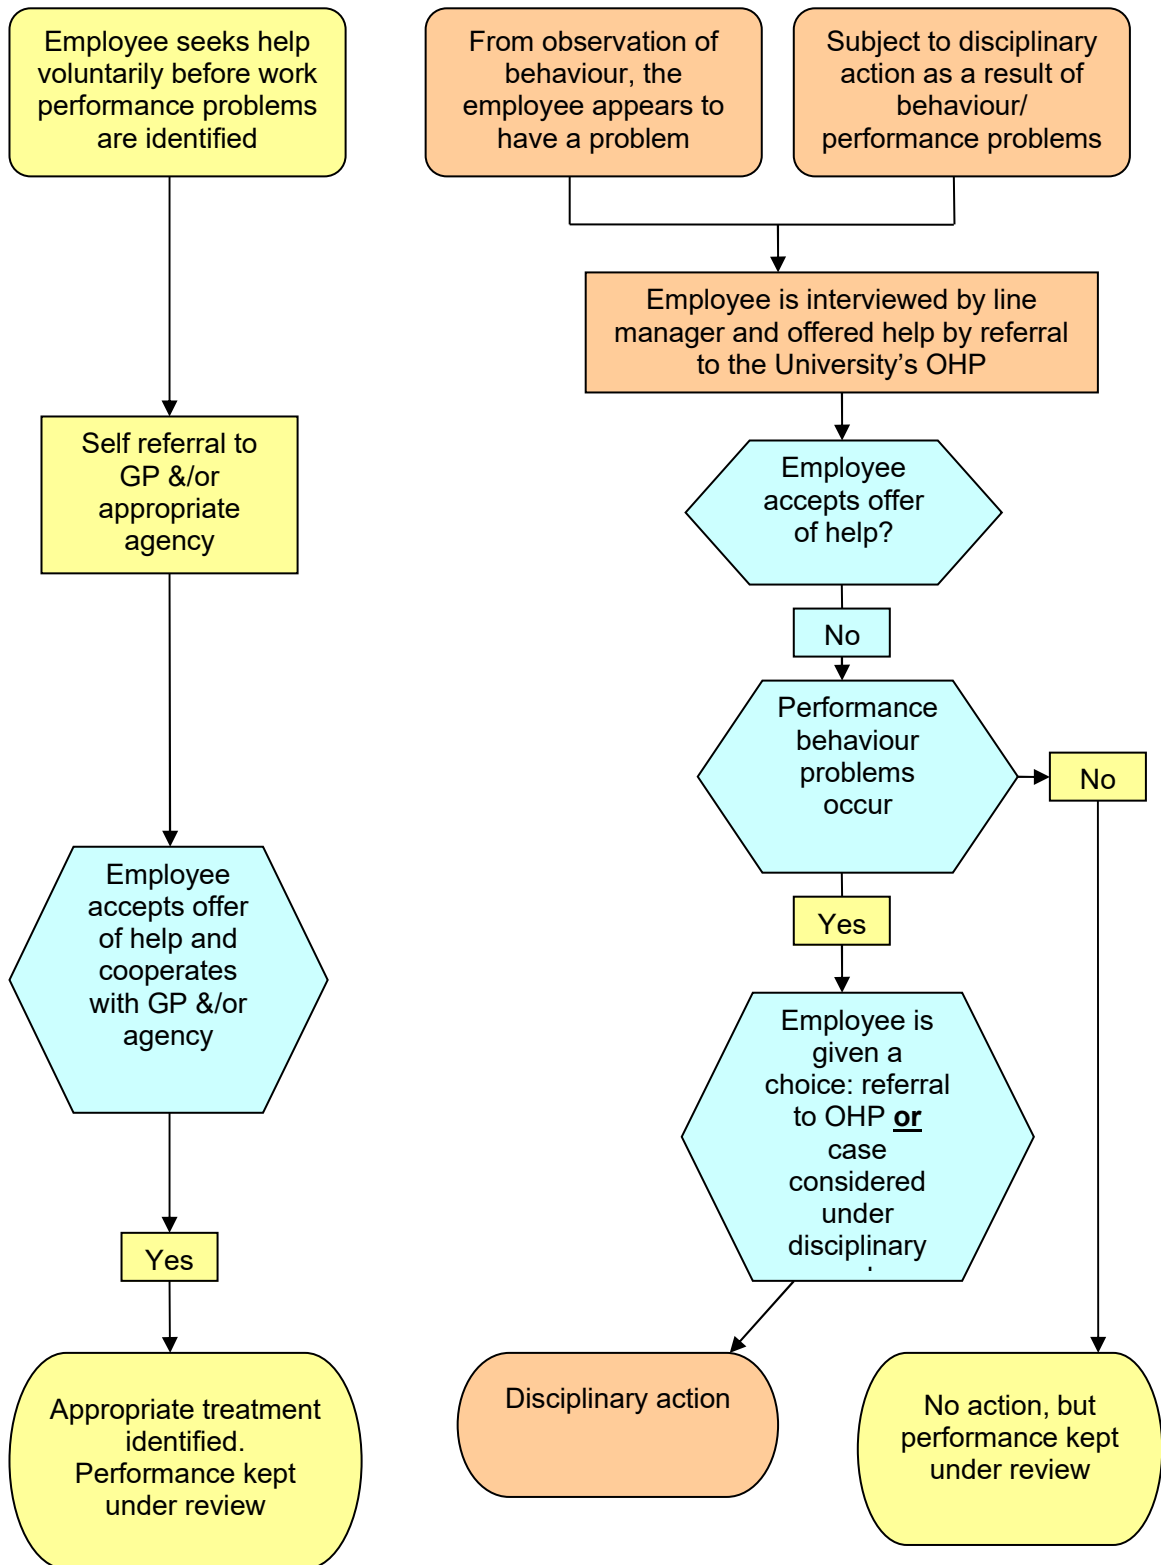 Employee seeks help
voluntarily before work
performance problems
are identified
From observation of
behaviour, the
employee appears to
have a problem
Subject to disciplinary
action as a result of
behaviour/
performance problems
Employee is interviewed by line
manager and offered help by referral
to the University’s OHP
Self referral to
GP &/or
appropriate
agency
Employee
accepts offer
of help?
No
Performance
behaviour
problems
occur
No
Yes
Employee
accepts offer
of help and
cooperates
with GP &/or
agency
Employee is
given a
choice: referral
to OHP or
case
considered
under
disciplinary
Yes
Appropriate treatment
identified.
Performance kept
under review
Disciplinary action
No action, but
performance kept
under review